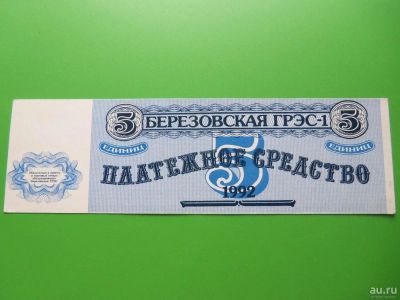 5 БЕРЕЗОВСКАЯ ГРЭС-1 5
ЕДИНИЦ ЕДИНИЦ
5
ПЛАТЕЖНОЕ СРЕДСТВО
1992
au.ru